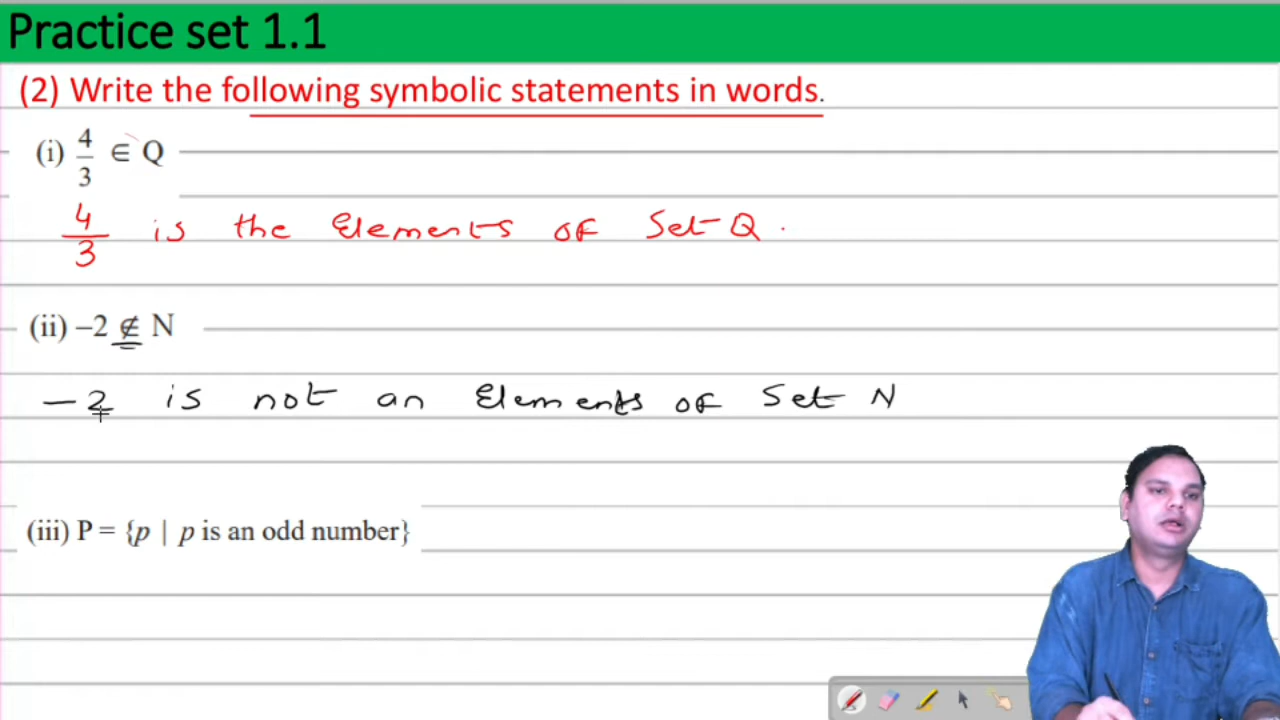 Practice set 1.1
(2) Write the following symbolic statements in words.
(i) 4/3 ∈ Q
4/3 is the Elements of Set Q.
(ii) –2 ∉ N
–2 is not an Elements of Set N
(iii) P = {p | p is an odd number}